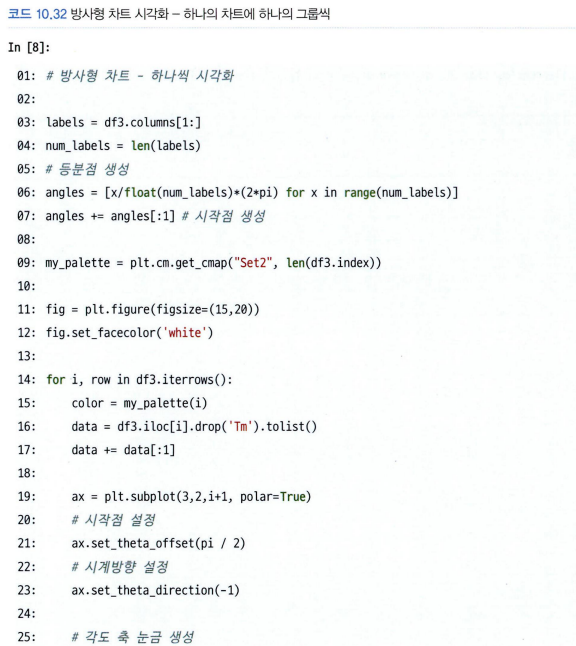 코드 10.32 방사형 차트 시각화 – 하나의 차트에 하나의 그룹씩
In [8]:
01: # 방사형 차트 - 하나씩 시각화
02:
03: labels = df3.columns[1:]
04: num_labels = len(labels)
05: # 등분점 생성
06: angles = [x/float(num_labels)*(2*pi) for x in range(num_labels)]
07: angles += angles[:1] # 시작점 생성
08:
09: my_palette = plt.cm.get_cmap("Set2", len(df3.index))
10:
11: fig = plt.figure(figsize=(15,20))
12: fig.set_facecolor('white')
13:
14: for i, row in df3.iterrows():
15:     color = my_palette(i)
16:     data = df3.iloc[i].drop('Tm').tolist()
17:     data += data[:1]
18:
19:     ax = plt.subplot(3,2,i+1, polar=True)
20:     # 시작점 설정
21:     ax.set_theta_offset(pi / 2)
22:     # 시계방향 설정
23:     ax.set_theta_direction(-1)
24:
25:     # 각도 축 눈금 생성